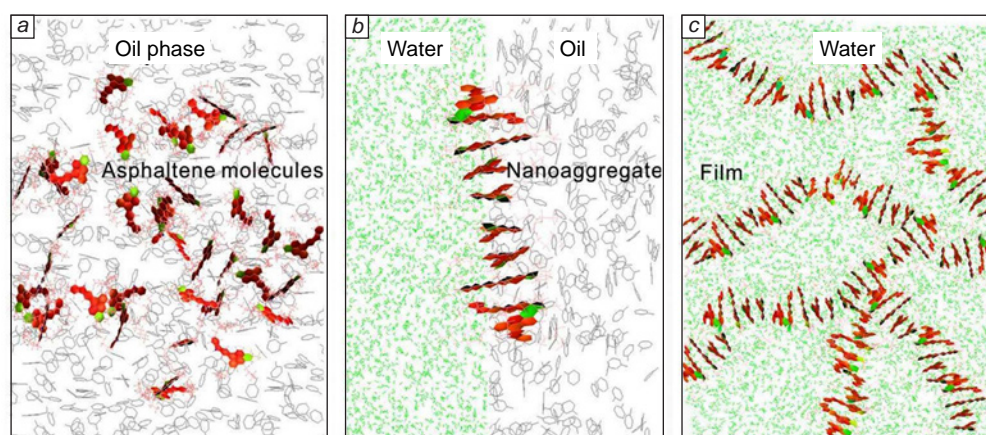 a
Oil phase
Asphaltene molecules
b
Water
Oil
Nanoaggregate
c
Water
Film